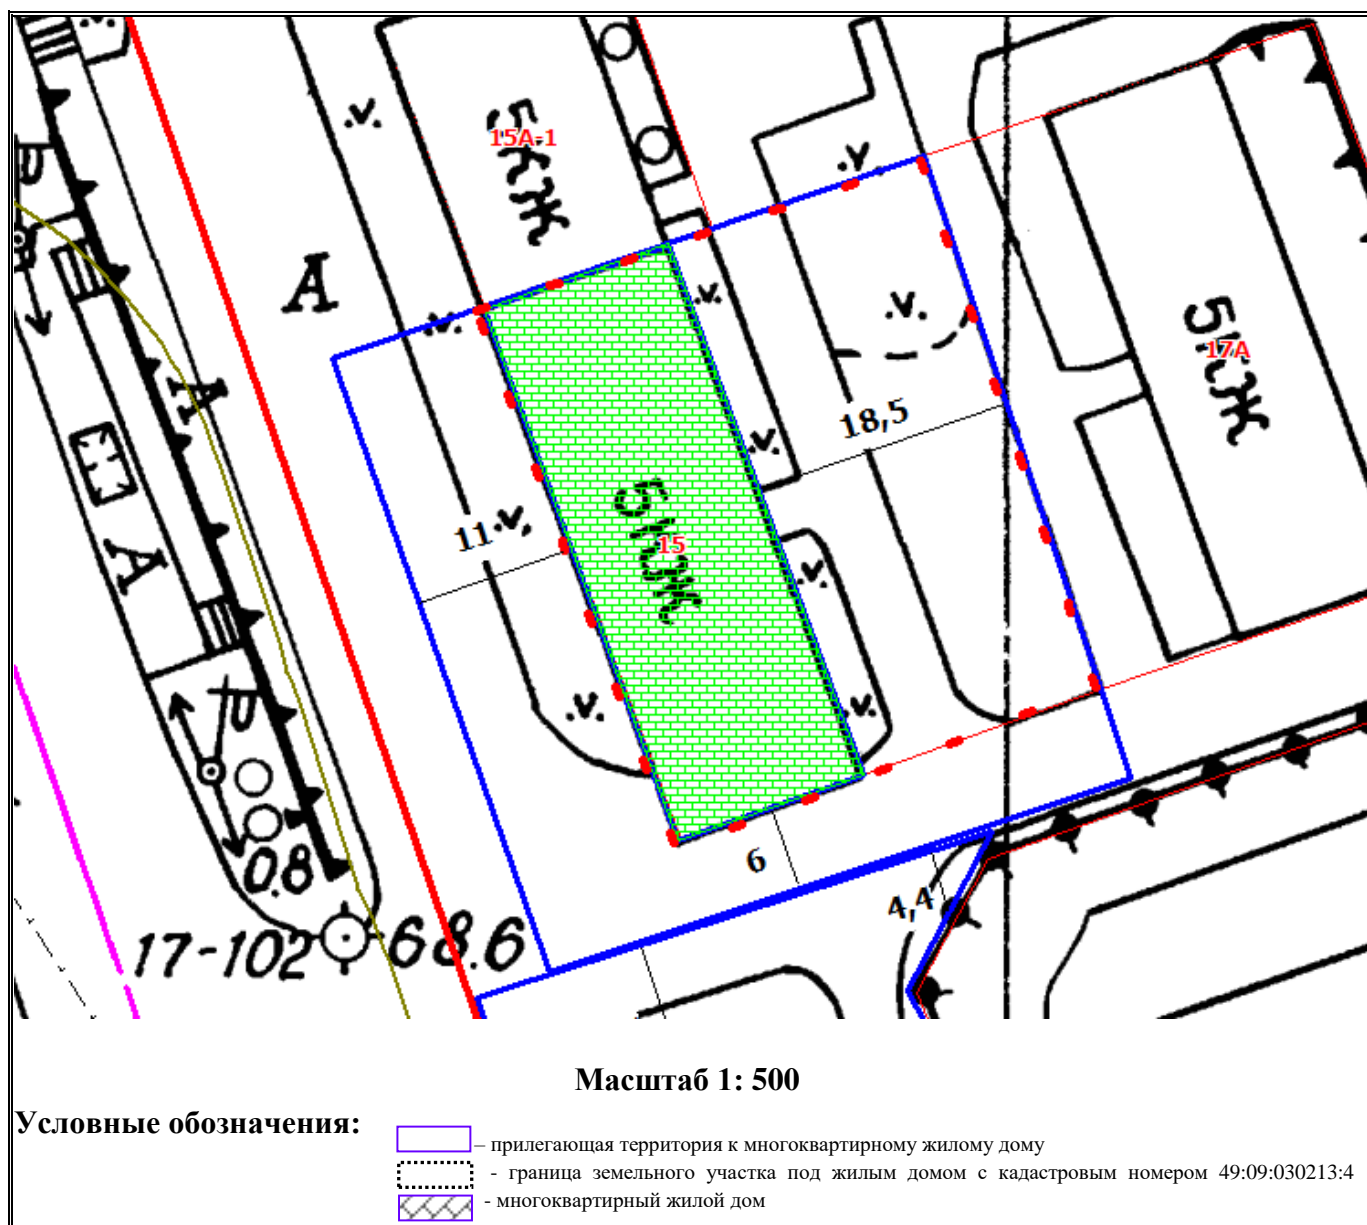 5КЖ
15А-1
А
А
А
5КЖ
17А
18,5
11
5КЖ
15
6
4,4
0.8
17-102 68.6
Масштаб 1: 500
Условные обозначения:
– прилегающая территория к многоквартирному жилому дому
- граница земельного участка под жилым домом с кадастровым номером 49:09:030213:4
- многоквартирный жилой дом